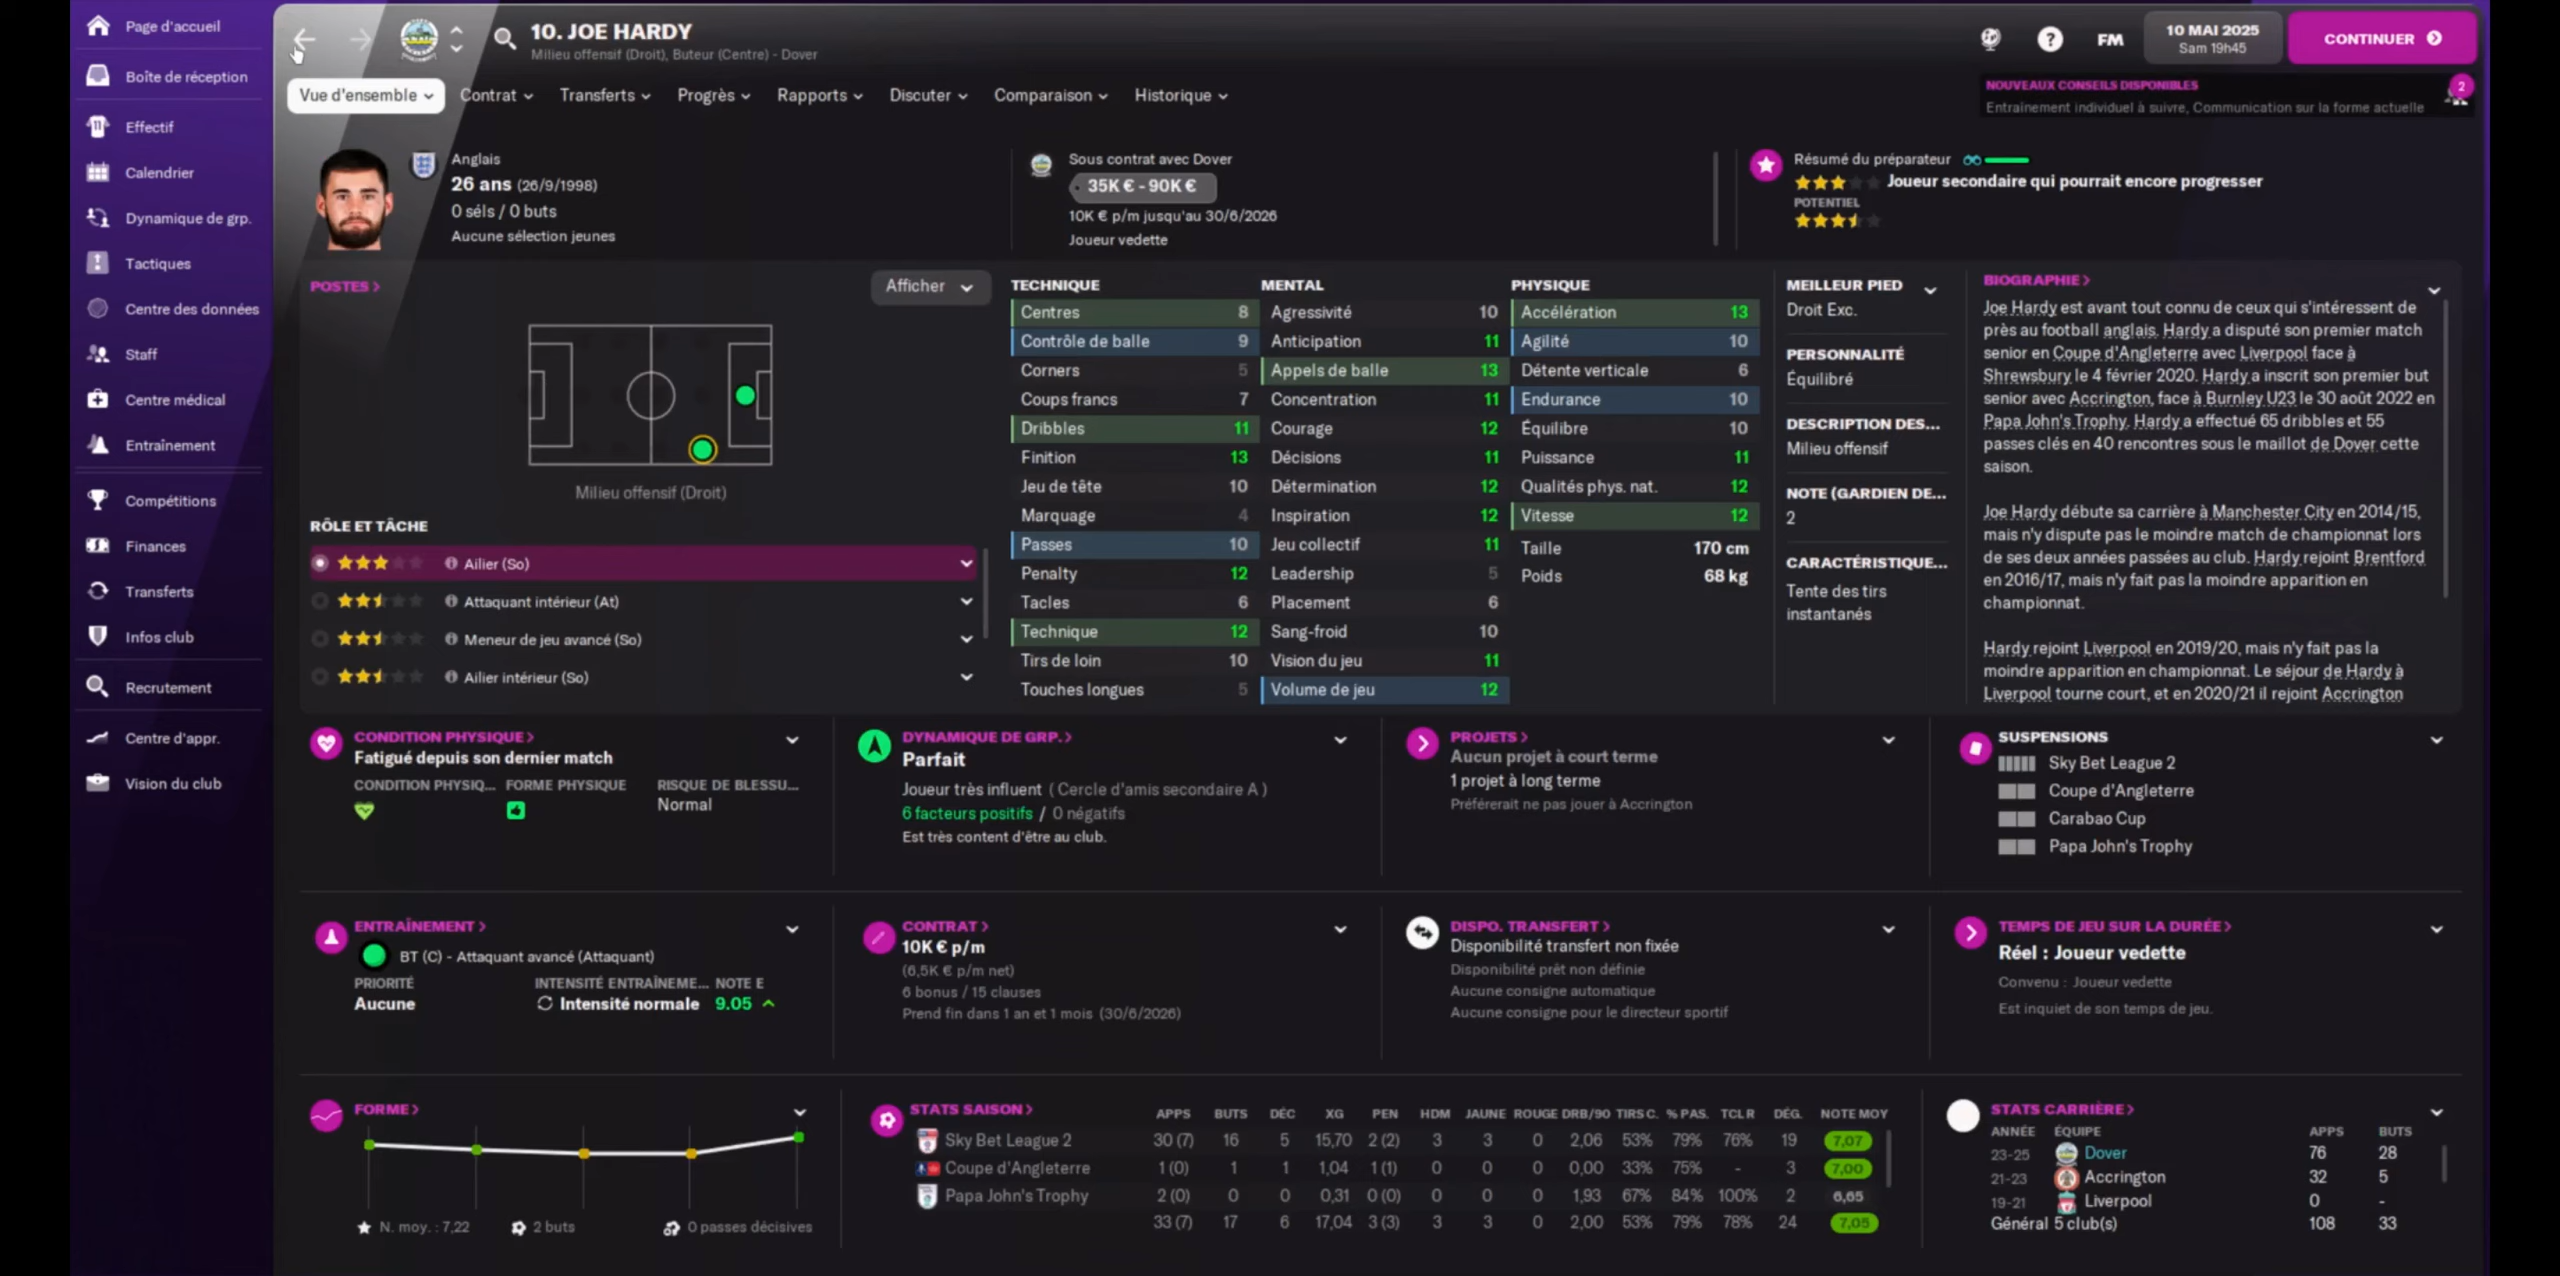 Page d'accueil
Boîte de réception
Effectif
Calendrier
Dynamique de grp.
Tactiques
Centre des données
Staff
Centre médical
Entraînement
Compétitions
Finances
Transferts
Infos club
Recrutement
Centre d'appr.
Vision du club
10. JOE HARDY
Milieu offensif (Droit), Buteur (Centre) - Dover
?
FM
10 MAI 2025
Sam 19h45
CONTINUER
Vue d'ensemble
Contrat
Transferts
Progrès
Rapports
Discuter
Comparaison
Historique
NOUVEAUX CONSEILS DISPONIBLES
2
Entraînement individuel à suivre, Communication sur la forme actuelle
Anglais
26 ans (26/9/1998)
0 séls / 0 buts
Aucune sélection jeunes
Sous contrat avec Dover
35K € - 90K €
10K € p/m jusqu'au 30/6/2026
Joueur vedette
Résumé du préparateur
Joueur secondaire qui pourrait encore progresser
POTENTIEL
POSTES >
Afficher
Milieu offensif (Droit)
RÔLE ET TÂCHE
Ailier (So)
Attaquant intérieur (At)
Meneur de jeu avancé (So)
Ailier intérieur (So)
TECHNIQUE
Centres 8
Contrôle de balle 9
Corners 5
Coups francs 7
Dribbles 11
Finition 13
Jeu de tête 10
Marquage 4
Passes 10
Penalty 12
Tacles 6
Technique 12
Tirs de loin 10
Touches longues 5
MENTAL
Agressivité 10
Anticipation 11
Appels de balle 13
Concentration 11
Courage 12
Décisions 11
Détermination 12
Inspiration 12
Jeu collectif 11
Leadership 5
Placement 6
Sang-froid 10
Vision du jeu 11
Volume de jeu 12
PHYSIQUE
Accélération 13
Agilité 10
Détente verticale 6
Endurance 10
Équilibre 10
Puissance 11
Qualités phys. nat. 12
Vitesse 12
Taille 170 cm
Poids 68 kg
MEILLEUR PIED
Droit Exc.
PERSONNALITÉ
Équilibré
DESCRIPTION DES...
Milieu offensif
NOTE (GARDIEN DE...
2
CARACTÉRISTIQUE...
Tente des tirs
instantanés
BIOGRAPHIE >
Joe Hardy est avant tout connu de ceux qui s'intéressent de
près au football anglais. Hardy a disputé son premier match
senior en Coupe d'Angleterre avec Liverpool face à
Shrewsbury le 4 février 2020. Hardy a inscrit son premier but
senior avec Accrington, face à Burnley U23 le 30 août 2022 en
Papa John's Trophy. Hardy a effectué 65 dribbles et 55
passes clés en 40 rencontres sous le maillot de Dover cette
saison.
Joe Hardy débute sa carrière à Manchester City en 2014/15,
mais n'y dispute pas le moindre match de championnat lors
de ses deux années passées au club. Hardy rejoint Brentford
en 2016/17, mais n'y fait pas la moindre apparition en
championnat.
Hardy rejoint Liverpool en 2019/20, mais n'y fait pas la
moindre apparition en championnat. Le séjour de Hardy à
Liverpool tourne court, et en 2020/21 il rejoint Accrington
CONDITION PHYSIQUE >
Fatigué depuis son dernier match
CONDITION PHYSIQ... FORME PHYSIQUE RISQUE DE BLESSU...
Normal
DYNAMIQUE DE GRP. >
Parfait
Joueur très influent ( Cercle d'amis secondaire A )
6 facteurs positifs / 0 négatifs
Est très content d'être au club.
PROJETS >
Aucun projet à court terme
1 projet à long terme
Préférerait ne pas jouer à Accrington
SUSPENSIONS
Sky Bet League 2
Coupe d'Angleterre
Carabao Cup
Papa John's Trophy
ENTRAÎNEMENT >
BT (C) - Attaquant avancé (Attaquant)
PRIORITÉ INTENSITÉ ENTRAÎNEME... NOTE E
Aucune Intensité normale 9.05
CONTRAT >
10K € p/m
(6,5K € p/m net)
6 bonus / 15 clauses
Prend fin dans 1 an et 1 mois (30/6/2026)
DISPO. TRANSFERT >
Disponibilité transfert non fixée
Disponibilité prêt non définie
Aucune consigne automatique
Aucune consigne pour le directeur sportif
TEMPS DE JEU SUR LA DURÉE >
Réel : Joueur vedette
Convenu : Joueur vedette
Est inquiet de son temps de jeu.
FORME >
N. moy. : 7,22 2 buts 0 passes décisives
STATS SAISON > APPS BUTS DÉC XG PEN HDM JAUNE ROUGE DRB/90 TIRS C. % PAS. TCL R DÉG. NOTE MOY
Sky Bet League 2 30 (7) 16 5 15,70 2 (2) 3 3 0 2,06 53% 79% 76% 19 7,07
Coupe d'Angleterre 1 (0) 1 1 1,04 1 (1) 0 0 0 0,00 33% 75% - 3 7,00
Papa John's Trophy 2 (0) 0 0 0,31 0 (0) 0 0 0 1,93 67% 84% 100% 2 6,65
33 (7) 17 6 17,04 3 (3) 3 3 0 2,00 53% 79% 78% 24 7,05
STATS CARRIÈRE >
ANNÉE ÉQUIPE APPS BUTS
23-25 Dover 76 28
21-23 Accrington 32 5
19-21 Liverpool 0 -
Général 5 club(s) 108 33